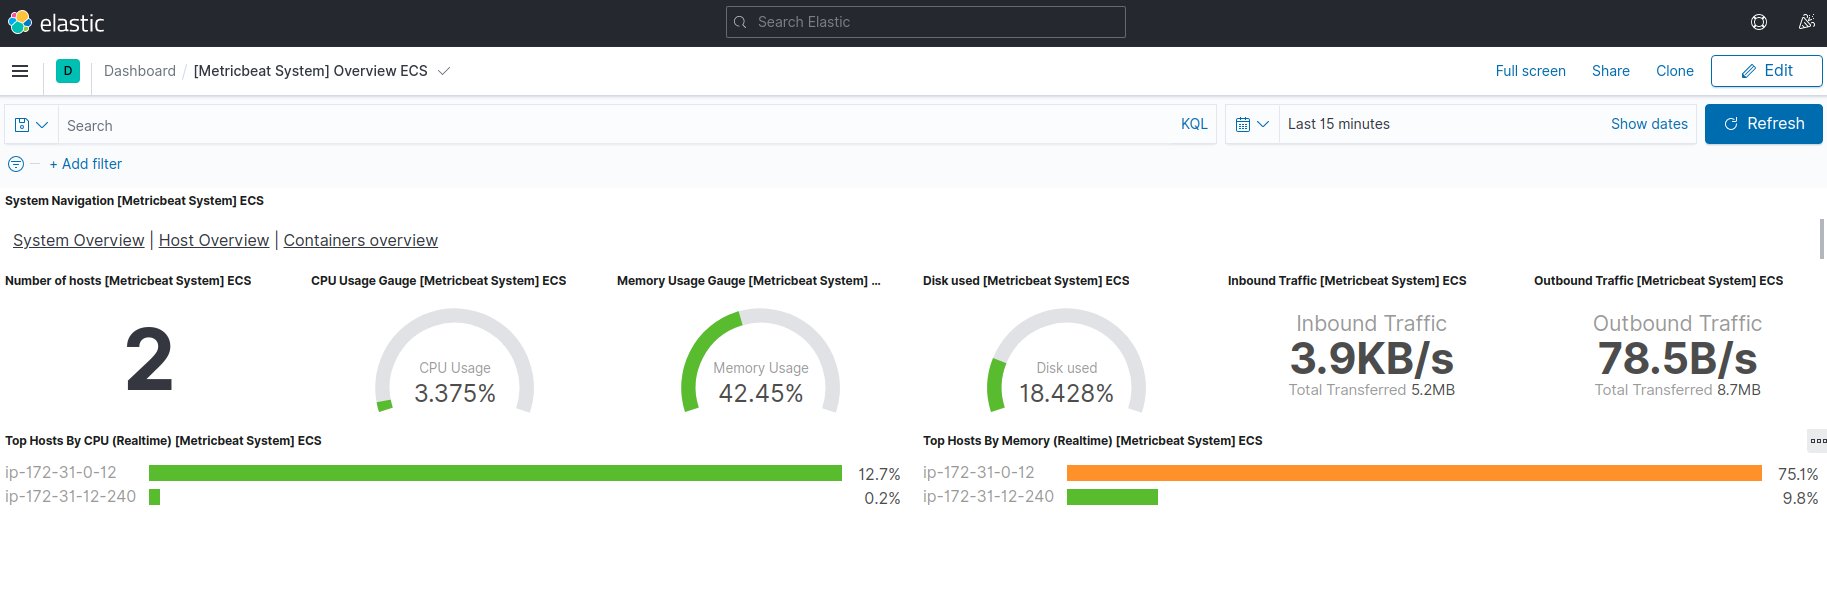 elastic
Search Elastic
D
Dashboard / [Metricbeat System] Overview ECS
Full screen
Share
Clone
Edit
Search
KQL
Last 15 minutes
Show dates
Refresh
+ Add filter
System Navigation [Metricbeat System] ECS
System Overview | Host Overview | Containers overview
Number of hosts [Metricbeat System] ECS
2
CPU Usage Gauge [Metricbeat System] ECS
CPU Usage
3.375%
Memory Usage Gauge [Metricbeat System] ...
Memory Usage
42.45%
Disk used [Metricbeat System] ECS
Disk used
18.428%
Inbound Traffic [Metricbeat System] ECS
Inbound Traffic
3.9KB/s
Total Transferred 5.2MB
Outbound Traffic [Metricbeat System] ECS
Outbound Traffic
78.5B/s
Total Transferred 8.7MB
Top Hosts By CPU (Realtime) [Metricbeat System] ECS
ip-172-31-0-12 12.7%
ip-172-31-12-240 0.2%
Top Hosts By Memory (Realtime) [Metricbeat System] ECS
ip-172-31-0-12 75.1%
ip-172-31-12-240 9.8%